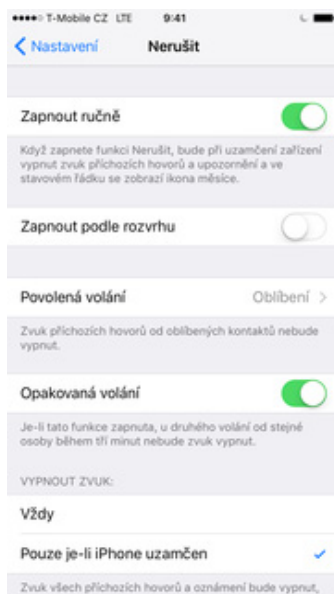 T-Mobile CZ LTE 9:41
Nastavení Nerušit
Zapnout ručně
Když zapnete funkci Nerušit, bude při uzamčení zařízení
vypnut zvuk příchozích hovorů a upozornění a ve
stavovém řádku se zobrazí ikona měsíce.
Zapnout podle rozvrhu
Povolená volání Oblíbení
Zvuk příchozích hovorů od oblíbených kontaktů nebude
vypnut.
Opakovaná volání
Je-li tato funkce zapnuta, u druhého volání od stejné
osoby během tří minut nebude zvuk vypnut.
VYPNOUT ZVUK:
Vždy
Pouze je-li iPhone uzamčen
Zvuk všech příchozích hovorů a oznámení bude vypnut,